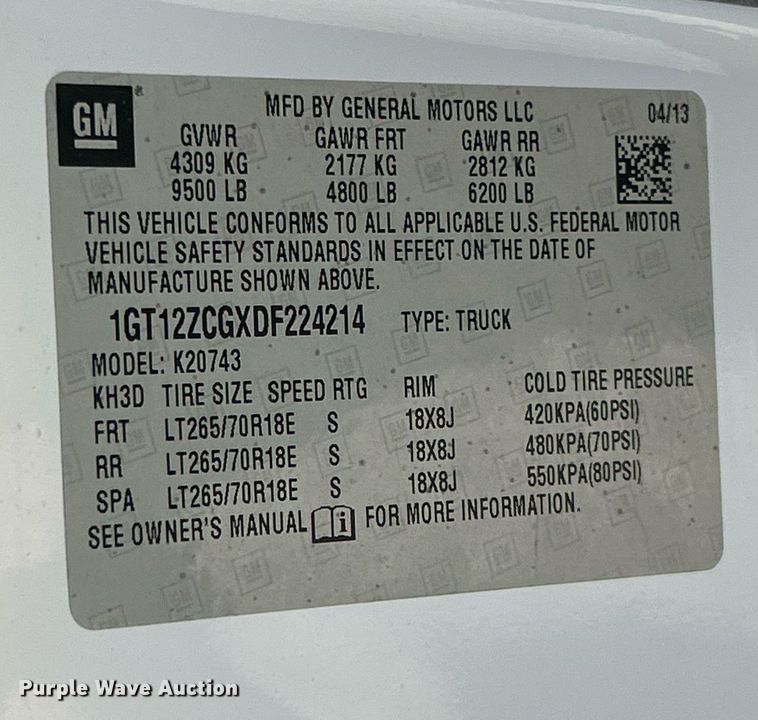 GM
MFD BY GENERAL MOTORS LLC 04/13
GVWR GAWR FRT GAWR RR
4309 KG 2177 KG 2812 KG
9500 LB 4800 LB 6200 LB
THIS VEHICLE CONFORMS TO ALL APPLICABLE U.S. FEDERAL MOTOR
VEHICLE SAFETY STANDARDS IN EFFECT ON THE DATE OF
MANUFACTURE SHOWN ABOVE.
1GT12ZCGXDF224214 TYPE: TRUCK
MODEL: K20743
KH3D TIRE SIZE SPEED RTG RIM COLD TIRE PRESSURE
FRT LT265/70R18E S 18X8J 420KPA(60PSI)
RR LT265/70R18E S 18X8J 480KPA(70PSI)
SPA LT265/70R18E S 18X8J 550KPA(80PSI)
SEE OWNER'S MANUAL i FOR MORE INFORMATION.
Purple Wave Auction